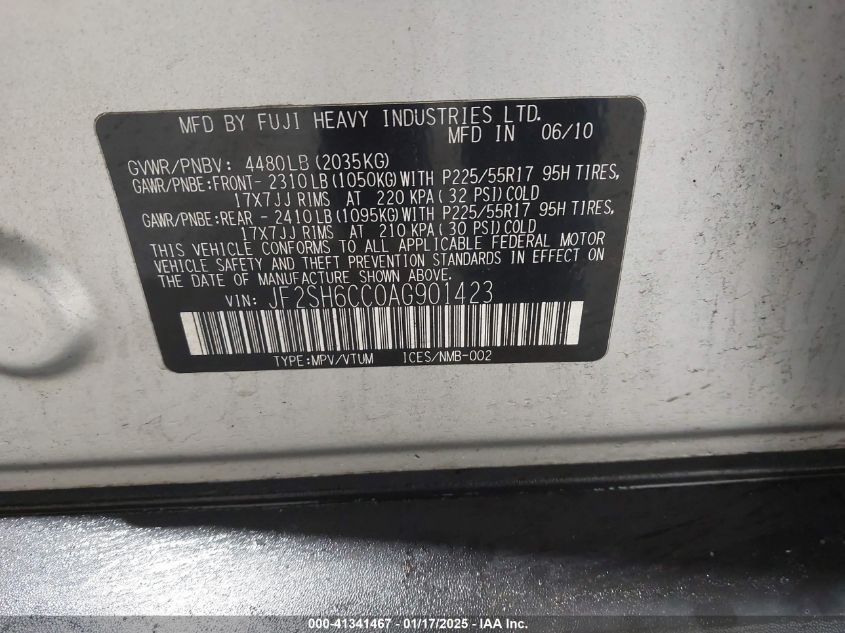 MFD BY FUJI HEAVY INDUSTRIES LTD.
MFD IN 06/10
GVWR/PNBV: 4480LB(2035KG)
GAWR/PNBE:FRONT- 2310LB(1050KG)WITH P225/55R17 95H TIRES,
17X7JJ RIMS AT 220 KPA( 32 PSI)COLD
GAWR/PNBE:REAR - 2410LB(1095KG)WITH P225/55R17 95H TIRES,
17X7JJ RIMS AT 210 KPA( 30 PSI)COLD
THIS VEHICLE CONFORMS TO ALL APPLICABLE FEDERAL MOTOR
VEHICLE SAFETY AND THEFT PREVENTION STANDARDS IN EFFECT ON
THE DATE OF MANUFACTURE SHOWN ABOVE.
VIN: JF2SH6CC0AG901423
TYPE:MPV/VTUM ICES/NMB-002
000-41341467 - 01/17/2025 - IAA Inc.